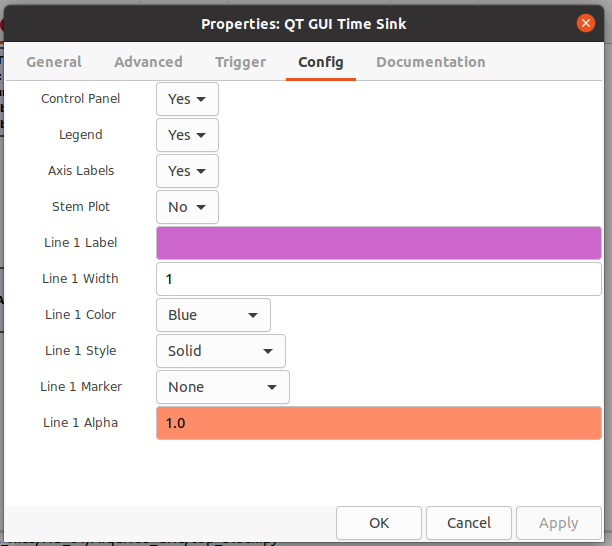 Properties: QT GUI Time Sink
General Advanced Trigger Config Documentation
Control Panel Yes
Legend Yes
Axis Labels Yes
Stem Plot No
Line 1 Label
Line 1 Width 1
Line 1 Color Blue
Line 1 Style Solid
Line 1 Marker None
Line 1 Alpha 1.0
OK Cancel Apply